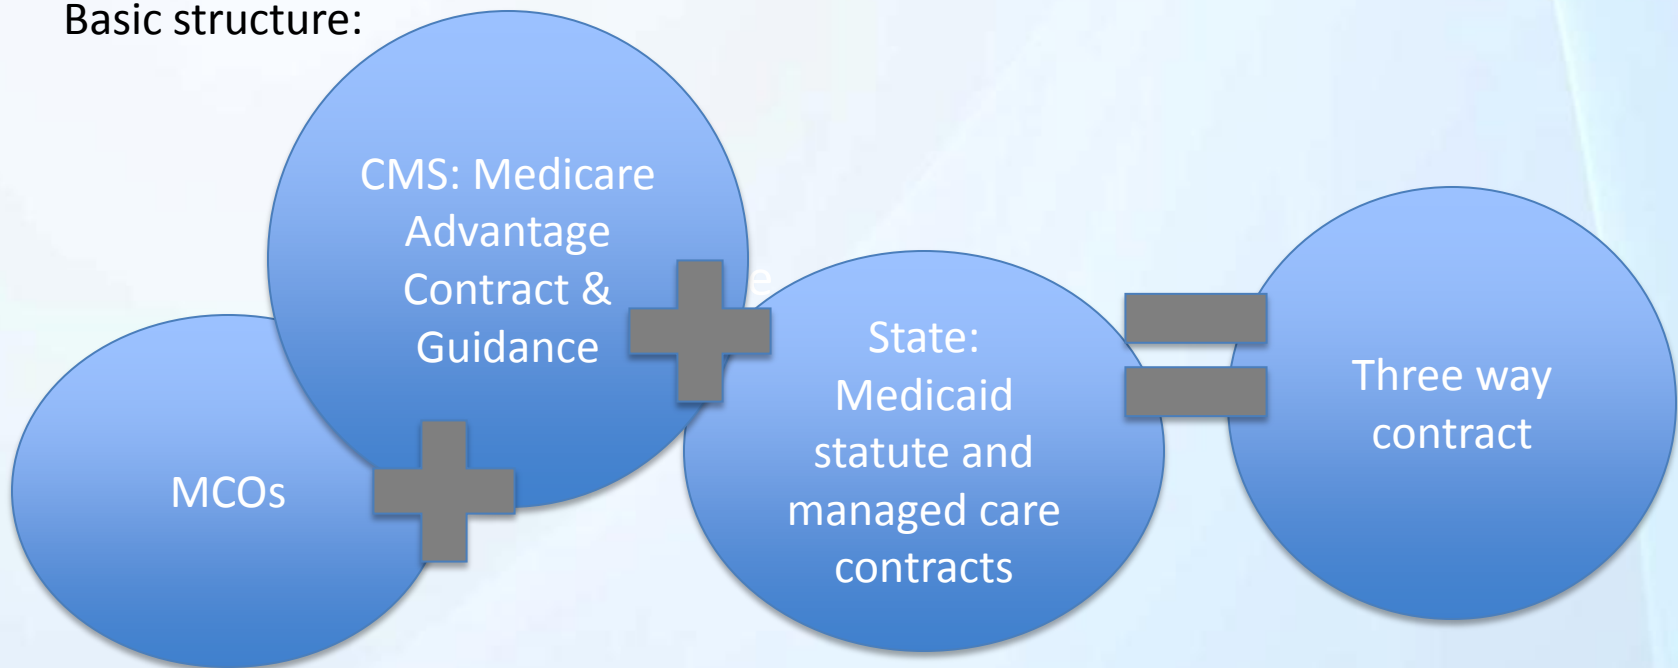 Basic structure:
MCOs
CMS: Medicare
Advantage
Contract &
Guidance
State:
Medicaid
statute and
managed care
contracts
Three way
contract